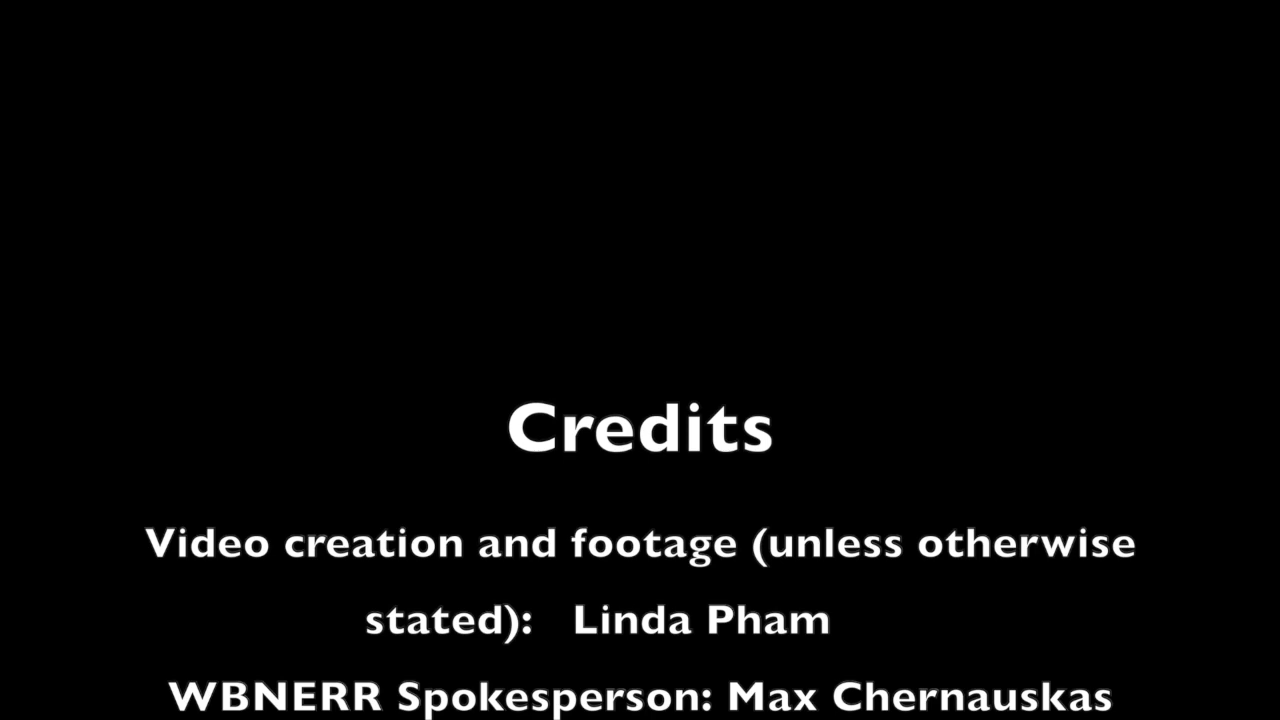 Credits
Video creation and footage (unless otherwise
stated): Linda Pham
WBNERR Spokesperson: Max Chernauskas